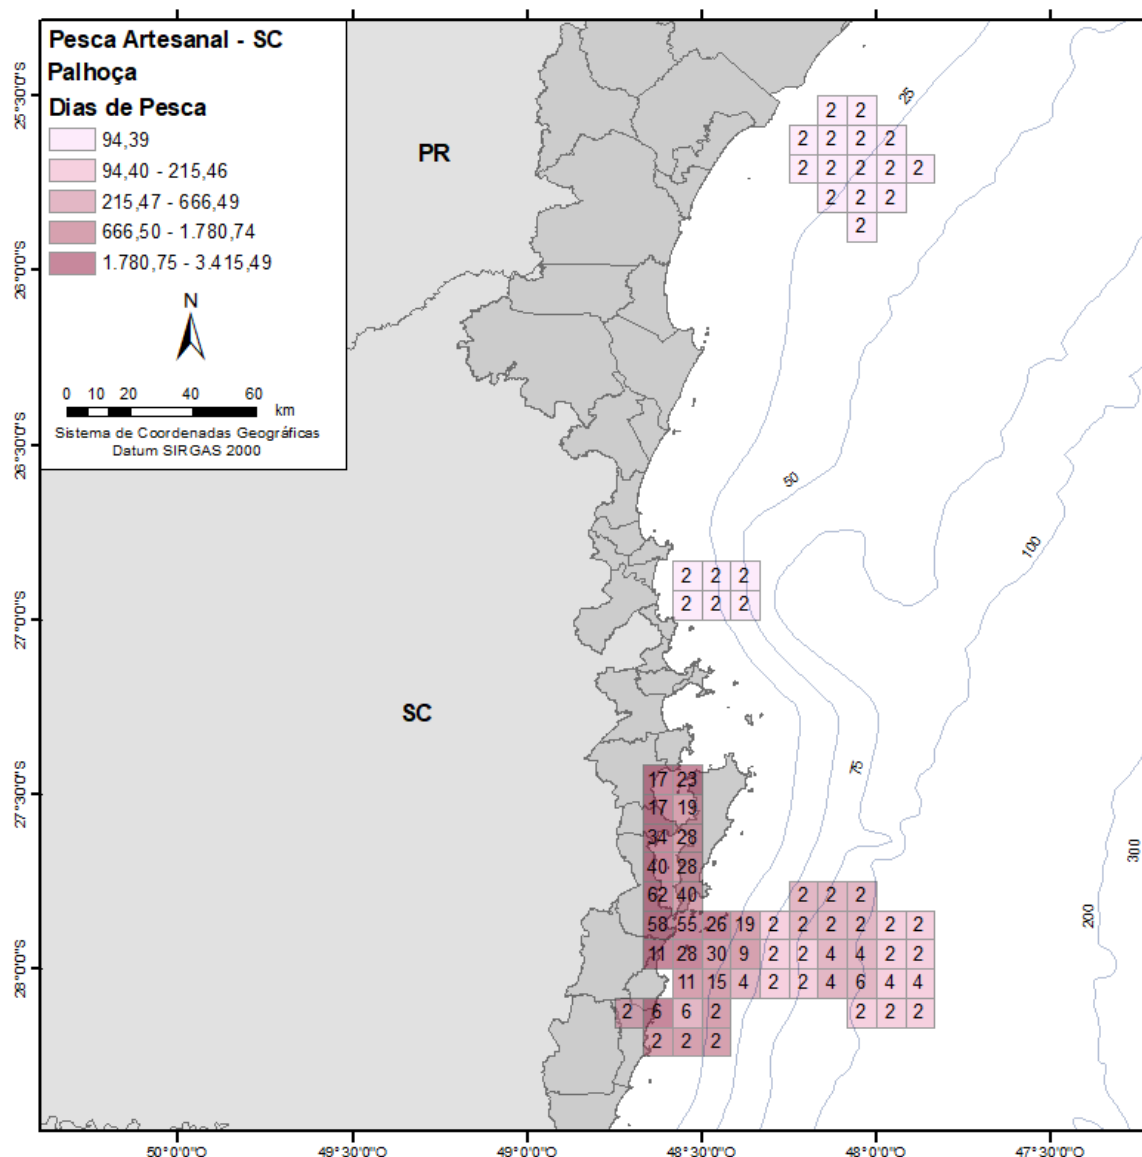 Pesca Artesanal - SC
Palhoça
Dias de Pesca
94,39
94,40 - 215,46
215,47 - 666,49
666,50 - 1.780,74
1.780,75 - 3.415,49
N
0 10 20 40 60
km
Sistema de Coordenadas Geográficas
Datum SIRGAS 2000
PR
SC
25
50
100
75
300
200
2 2
2 2 2 2
2 2 2 2 2
2 2 2
2
2 2 2
2 2 2
17 23
17 19
34 28
40 28
62 40 2 2 2
58 55 26 19 2 2 2 2 2 2
11 28 30 9 2 2 4 4 2 2
11 15 4 2 2 4 6 4 4
2 6 6 2 2 2 2
2 2 2
25°30'0"S
26°0'0"S
26°30'0"S
27°0'0"S
27°30'0"S
28°0'0"S
50°0'0"O 49°30'0"O 49°0'0"O 48°30'0"O 48°0'0"O 47°30'0"O